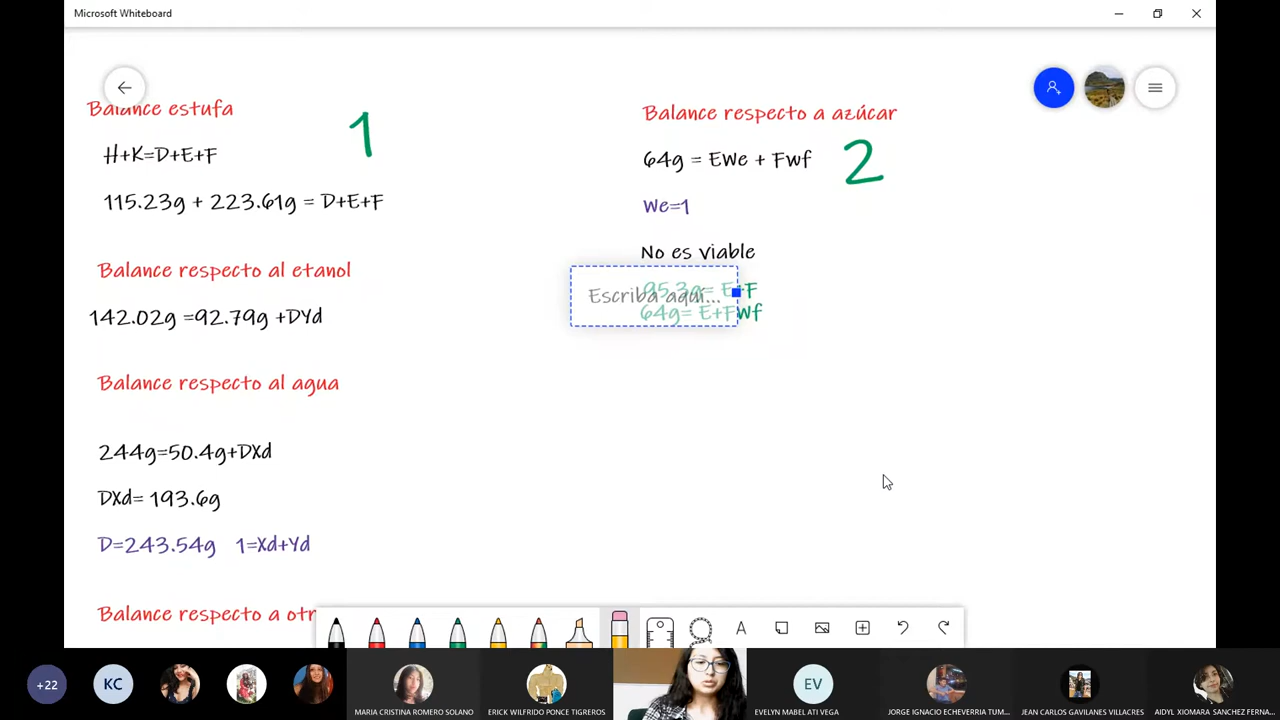 Microsoft Whiteboard
Balance estufa
1
H+K=D+E+F
115.23g + 223.61g = D+E+F
Balance respecto al etanol
142.02g =92.79g +DYd
Balance respecto al agua
244g=50.4g+DXd
DXd= 193.6g
D=243.54g 1=Xd+Yd
Balance respecto a otr
Balance respecto a azúcar
2
64g = EWe + Fwf
We=1
No es viable
95.3g= E+F
Escriba aquí...
64g= E+FWf
A
+22
KC
EV
MARIA CRISTINA ROMERO SOLANO
ERICK WILFRIDO PONCE TIGREROS
EVELYN MABEL ATI VEGA
JORGE IGNACIO ECHEVERRIA TUM...
JEAN CARLOS GAVILANES VILLACRES
AIDYL XIOMARA SANCHEZ FERNA...